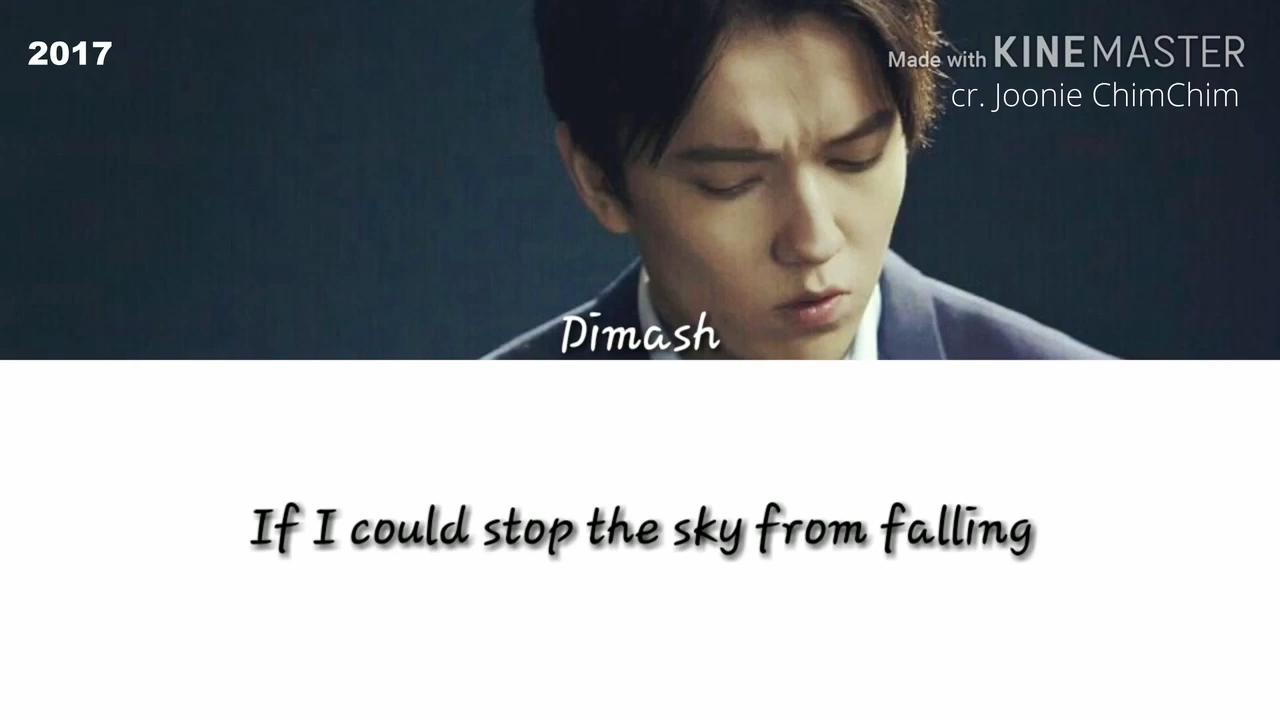 2017
Made with KINEMASTER
cr. Joonie ChimChim
Dimash
If I could stop the sky from falling